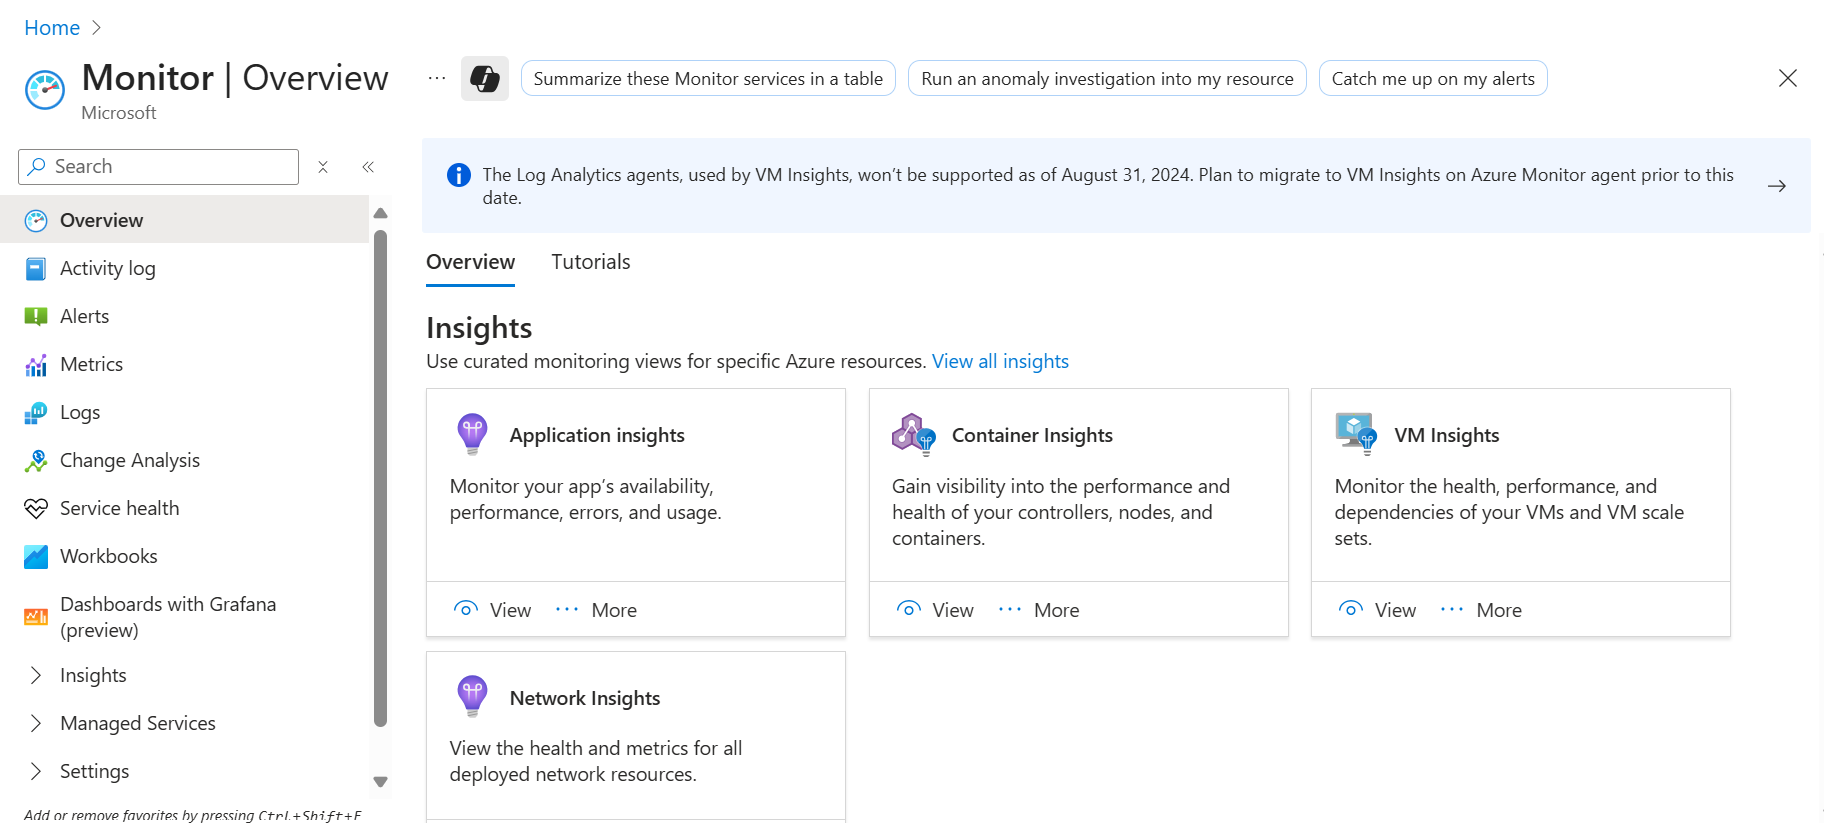 Home
Monitor | Overview
Microsoft
Summarize these Monitor services in a table
Run an anomaly investigation into my resource
Catch me up on my alerts
Search
Overview
Activity log
Alerts
Metrics
Logs
Change Analysis
Service health
Workbooks
Dashboards with Grafana
(preview)
Insights
Managed Services
Settings
Add or remove favorites by pressing Ctrl+Shift+F
The Log Analytics agents, used by VM Insights, won't be supported as of August 31, 2024. Plan to migrate to VM Insights on Azure Monitor agent prior to this
date.
Overview
Tutorials
Insights
Use curated monitoring views for specific Azure resources. View all insights
Application insights
Monitor your app's availability,
performance, errors, and usage.
View
More
Container Insights
Gain visibility into the performance and
health of your controllers, nodes, and
containers.
View
More
VM Insights
Monitor the health, performance, and
dependencies of your VMs and VM scale
sets.
View
More
Network Insights
View the health and metrics for all
deployed network resources.